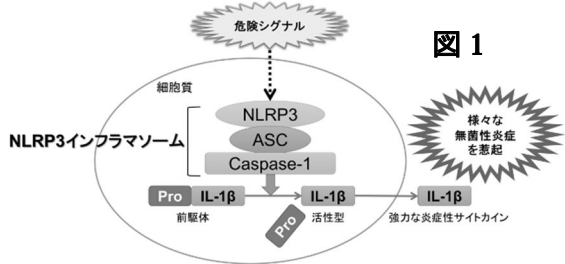 危険シグナル
図 1
細胞質
NLRP3
ASC
Caspase-1
NLRP3インフラマソーム
様々な
無菌性炎症
を惹起
Pro IL-1β
前駆体
Pro
IL-1β
活性型
IL-1β
強力な炎症性サイトカイン